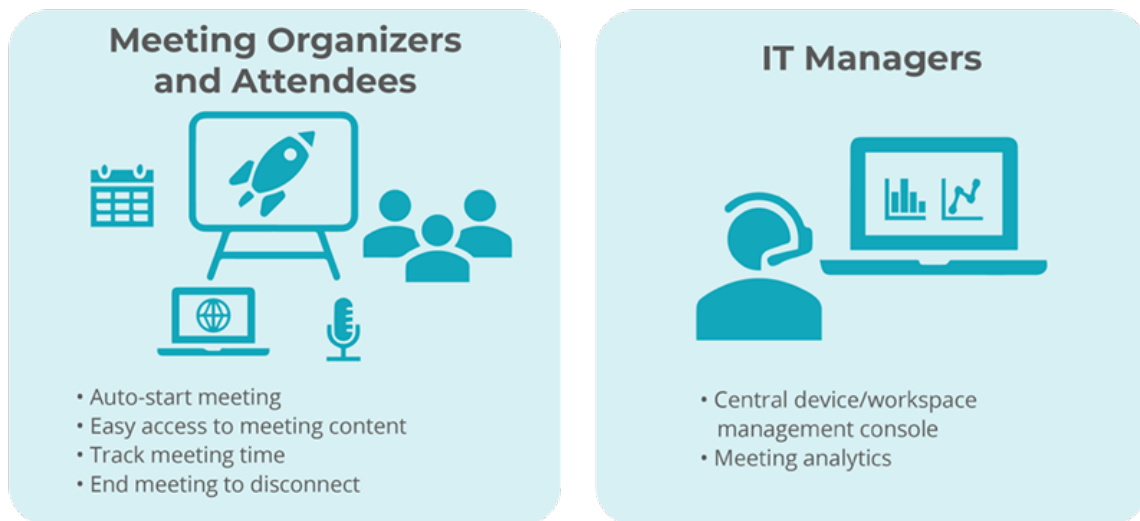 Meeting Organizers
and Attendees
• Auto-start meeting
• Easy access to meeting content
• Track meeting time
• End meeting to disconnect
IT Managers
• Central device/workspace
management console
• Meeting analytics